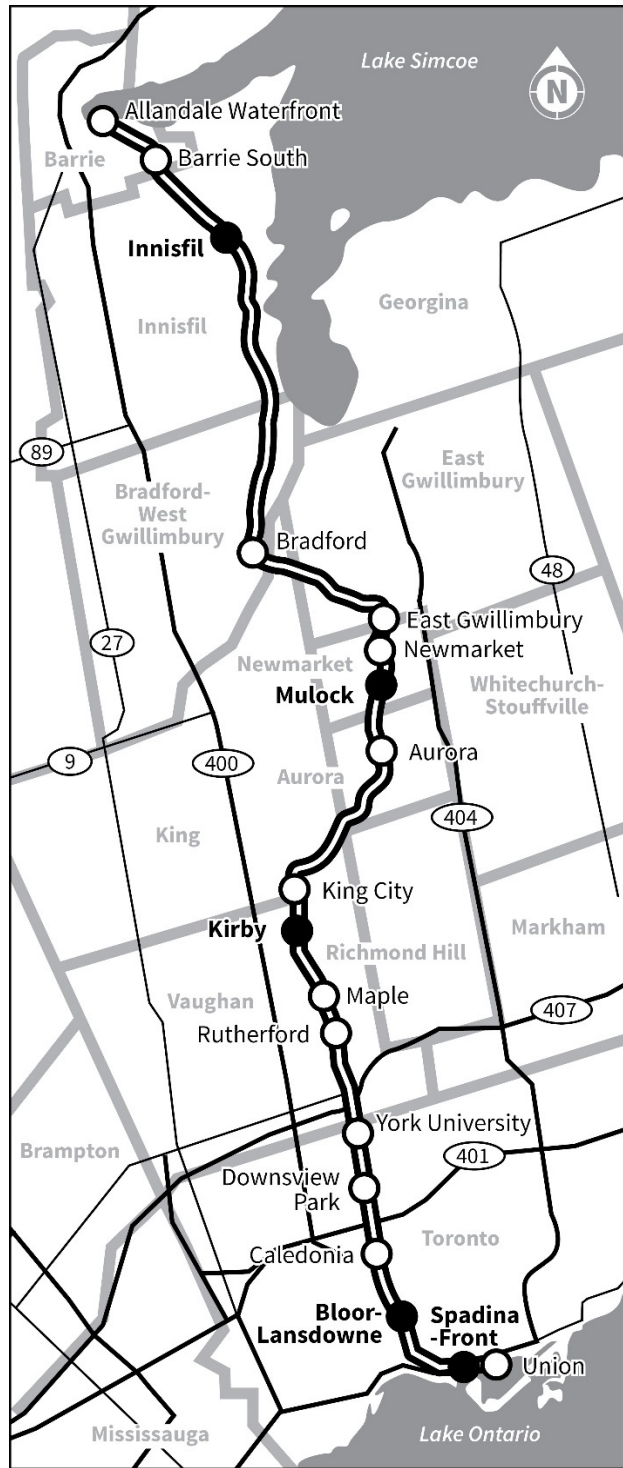 Lake Simcoe
N
Allandale Waterfront
Barrie
Barrie South
Innisfil
Georgina
Innisfil
89
East
Gwillimbury
Bradford-
West
Gwillimbury
Bradford
48
East Gwillimbury
27
Newmarket
Newmarket
Mulock
Whitechurch-
Stouffville
9
400
Aurora
Aurora
404
King
King City
Kirby
Markham
Richmond Hill
Vaughan
Maple
407
Rutherford
York University
Brampton
401
Downsview
Park
Toronto
Caledonia
Bloor-
Lansdowne
Spadina
-Front
Union
Mississauga
Lake Ontario